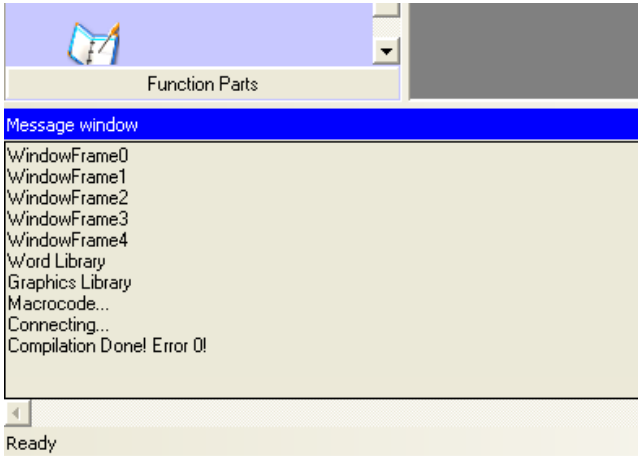 Function Parts
Message window
WindowFrame0
WindowFrame1
WindowFrame2
WindowFrame3
WindowFrame4
Word Library
Graphics Library
Macrocode...
Connecting...
Compilation Done! Error 0!
Ready